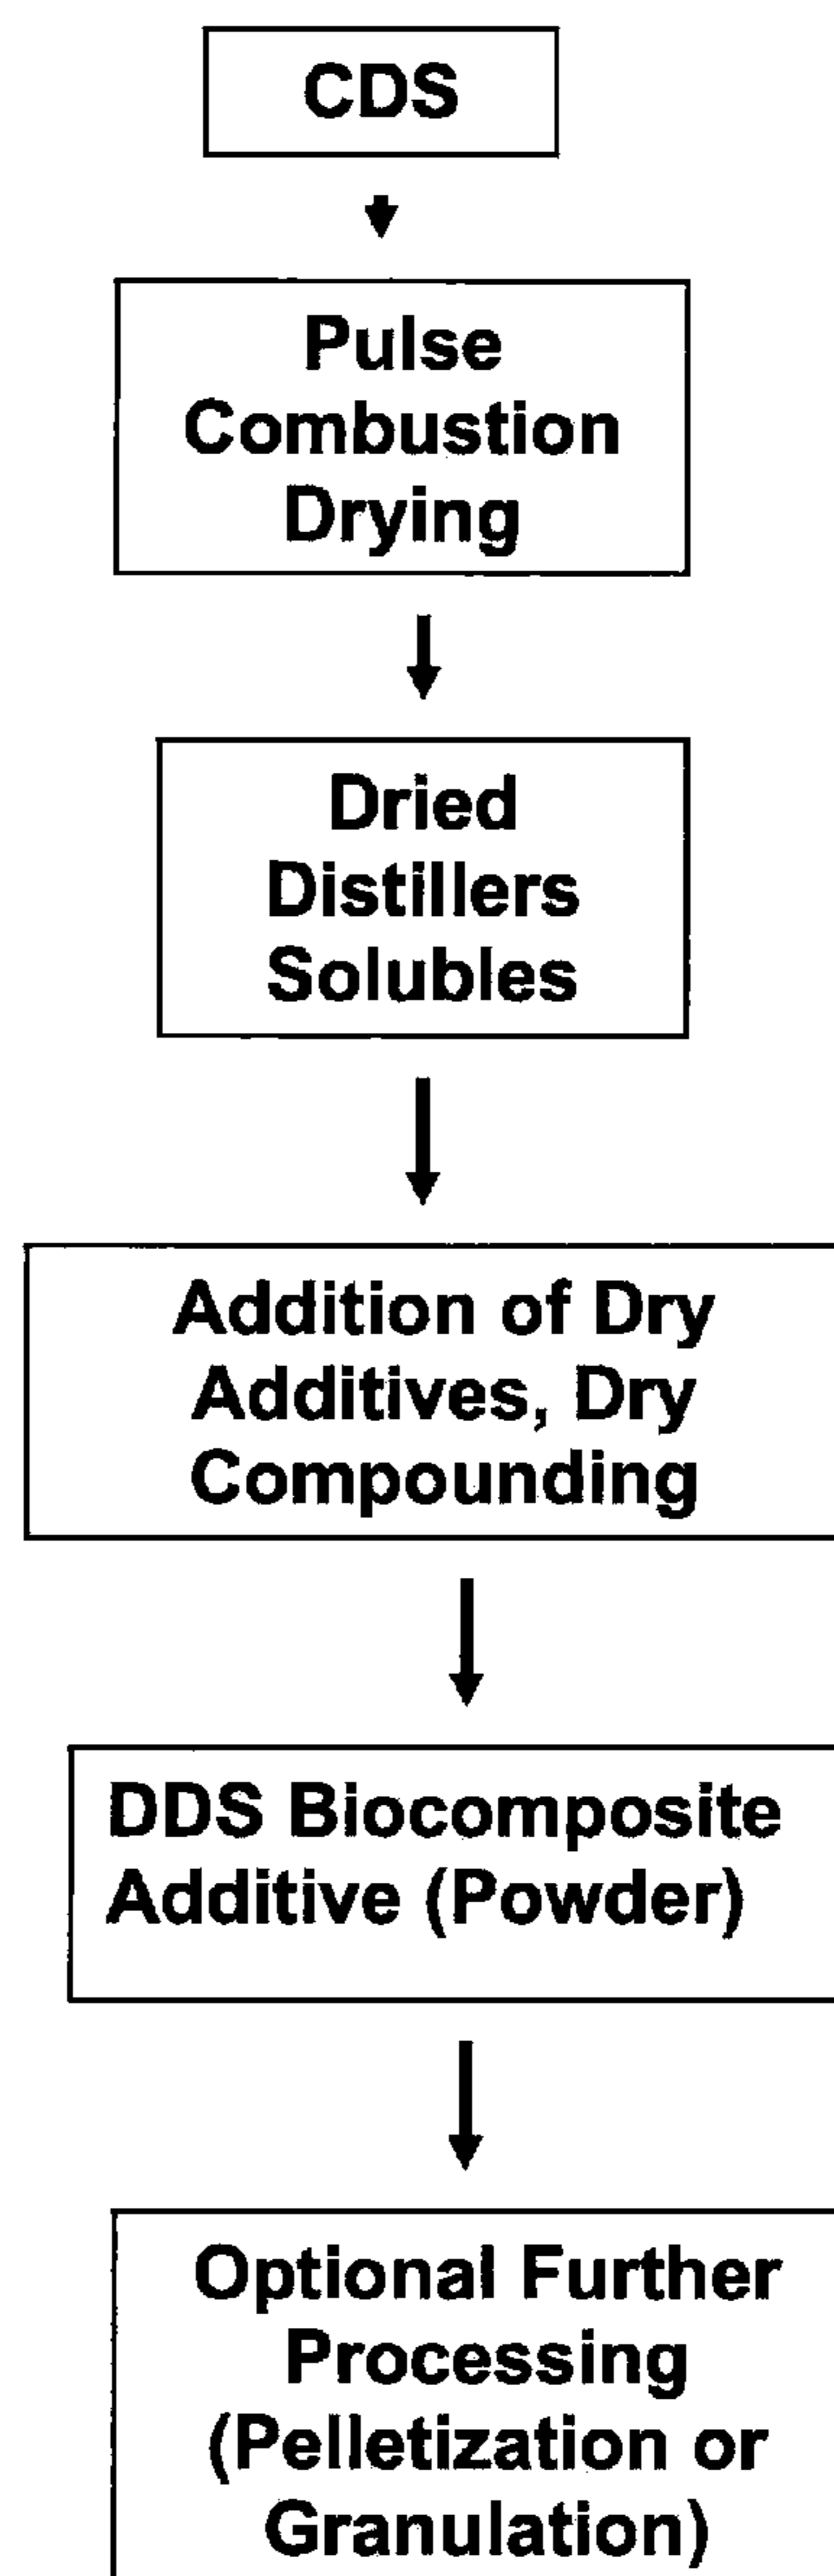 CDS
Pulse
Combustion
Drying
Dried
Distillers
Solubles
Addition of Dry
Additives, Dry
Compounding
DDS Biocomposite
Additive (Powder)
Optional Further
Processing
(Pelletization or
Granulation)